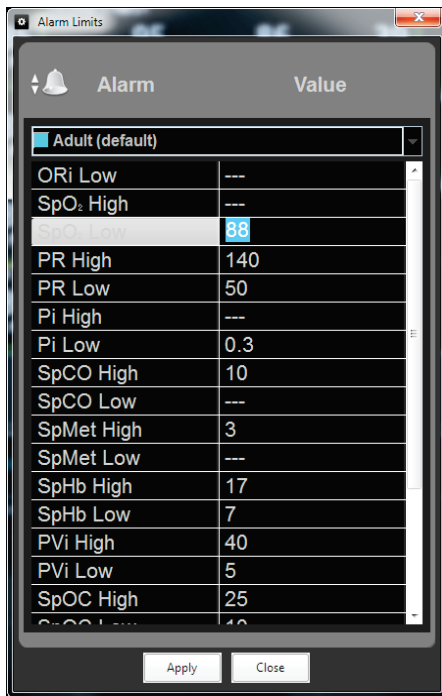 Alarm Limits
Alarm Value
Adult (default)
ORi Low ---
SpO₂ High ---
SpO₂ Low 88
PR High 140
PR Low 50
Pi High ---
Pi Low 0.3
SpCO High 10
SpCO Low ---
SpMet High 3
SpMet Low ---
SpHb High 17
SpHb Low 7
PVi High 40
PVi Low 5
SpOC High 25
Apply Close